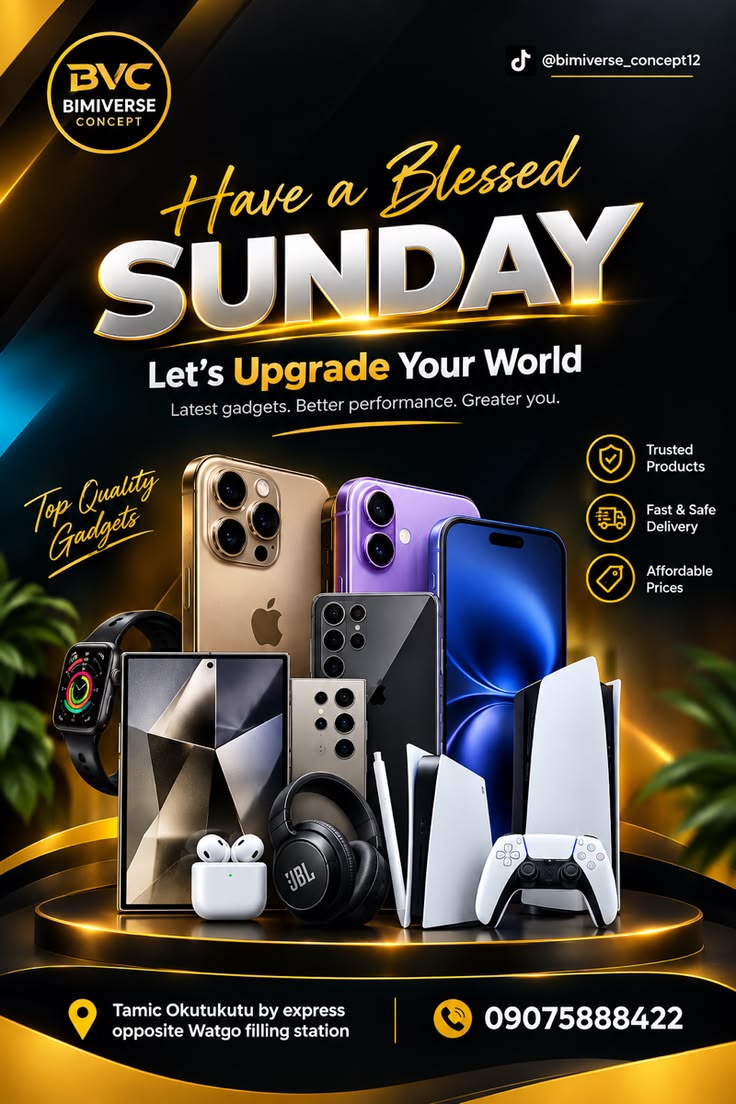 BVC
BIMIVERSE
CONCEPT
@bimiverse_concept12
Have a Blessed
SUNDAY
Let's Upgrade Your World
Latest gadgets. Better performance. Greater you.
Top Quality
Gadgets
Trusted
Products
Fast & Safe
Delivery
Affordable
Prices
JBL
Tamic Okutukutu by express
opposite Watgo filling station
09075888422